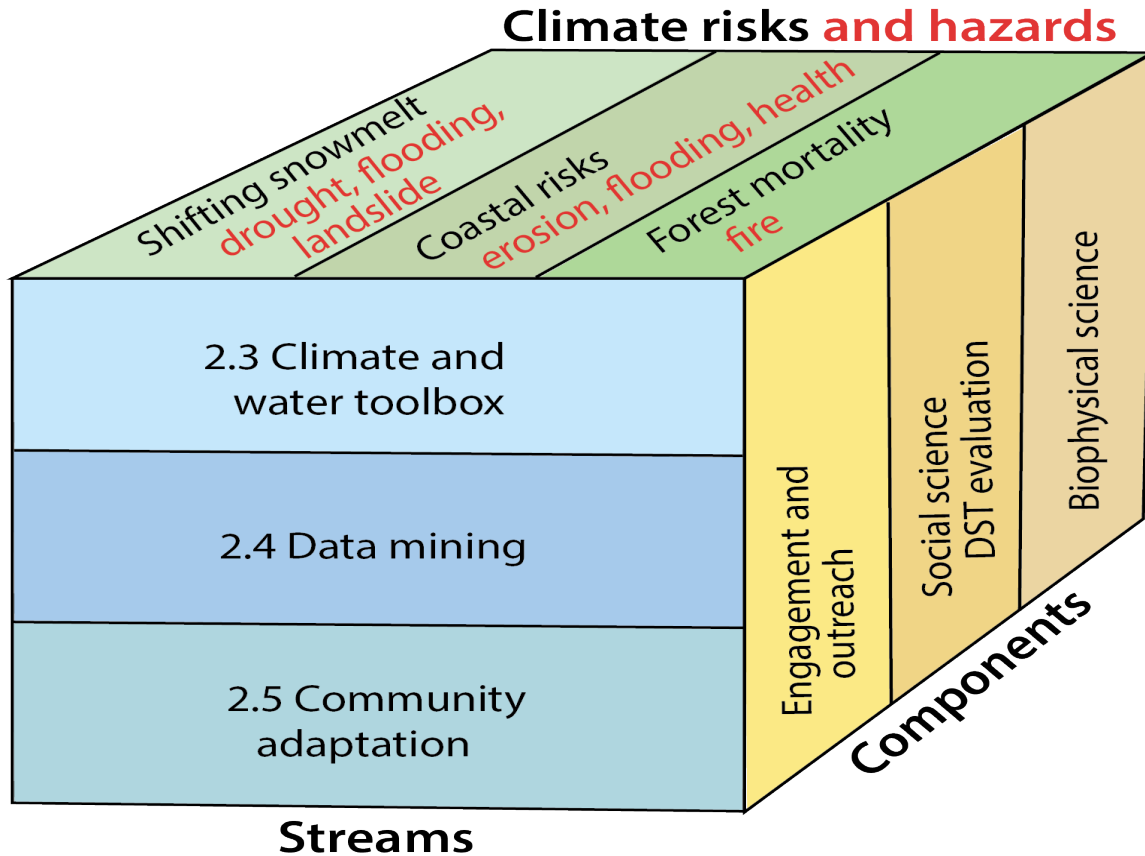 Climate risks and hazards
Shifting snowmelt
drought, flooding,
landslide
Coastal risks
erosion, flooding, health
Forest mortality
fire
2.3 Climate and
water toolbox
2.4 Data mining
2.5 Community
adaptation
Streams
Engagement and
outreach
Social science
DST evaluation
Biophysical science
Components